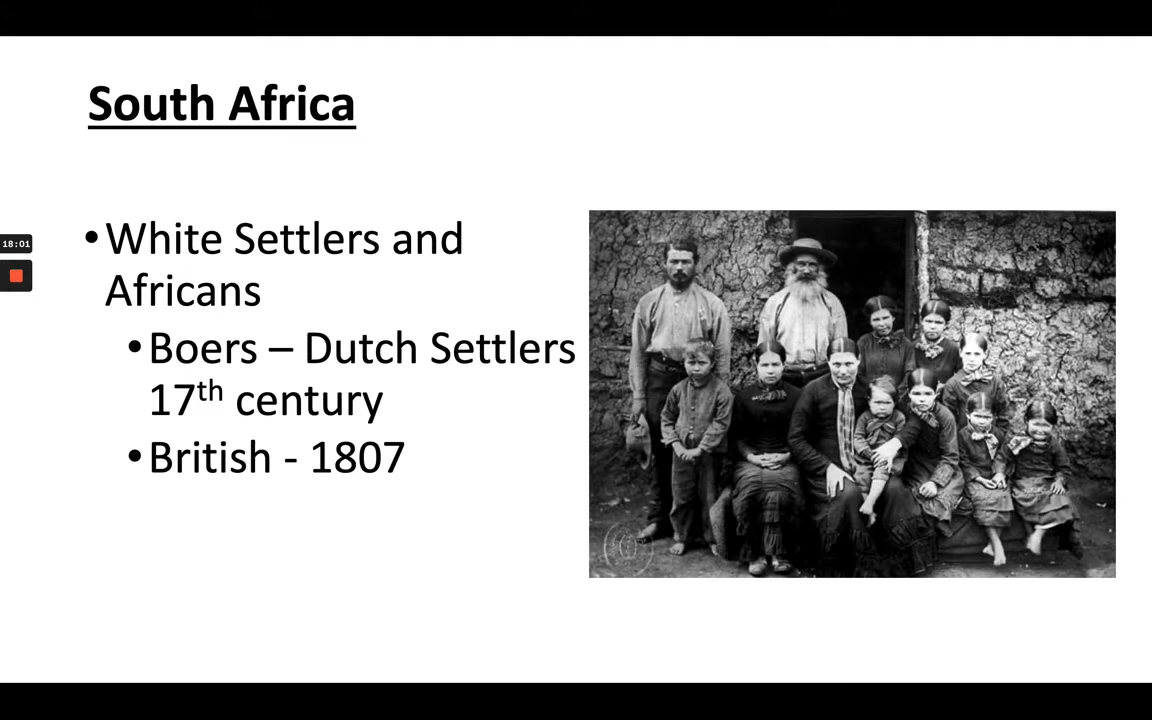 South Africa
•White Settlers and
Africans
•Boers – Dutch Settlers
17th century
•British - 1807
18:01